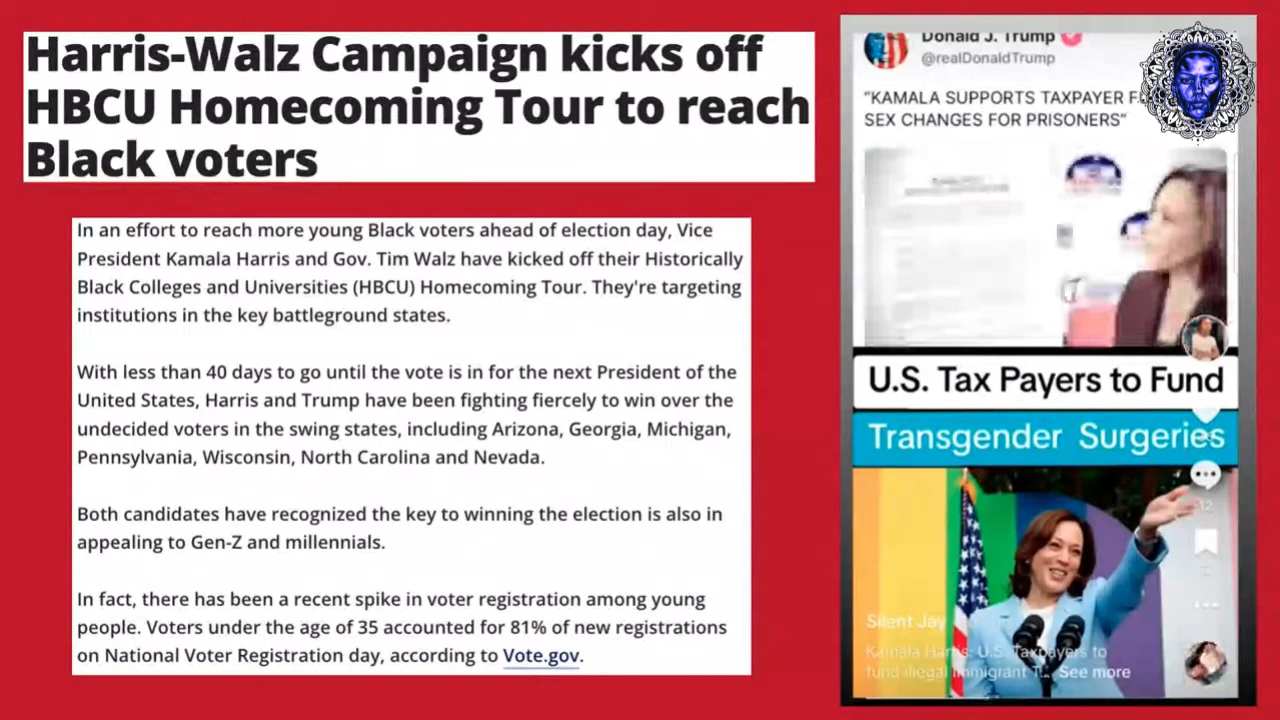 Harris-Walz Campaign kicks off
HBCU Homecoming Tour to reach
Black voters
In an effort to reach more young Black voters ahead of election day, Vice
President Kamala Harris and Gov. Tim Walz have kicked off their Historically
Black Colleges and Universities (HBCU) Homecoming Tour. They're targeting
institutions in the key battleground states.
With less than 40 days to go until the vote is in for the next President of the
United States, Harris and Trump have been fighting fiercely to win over the
undecided voters in the swing states, including Arizona, Georgia, Michigan,
Pennsylvania, Wisconsin, North Carolina and Nevada.
Both candidates have recognized the key to winning the election is also in
appealing to Gen-Z and millennials.
In fact, there has been a recent spike in voter registration among young
people. Voters under the age of 35 accounted for 81% of new registrations
on National Voter Registration day, according to Vote.gov.
Donald J. Trump
@realDonaldTrump
"KAMALA SUPPORTS TAXPAYER
SEX CHANGES FOR PRISONERS"
U.S. Tax Payers to Fund
Transgender Surgeries
Silent Jay
Kamala Harris: U.S. Taxpayers to
fund illegal immigrant T... See more